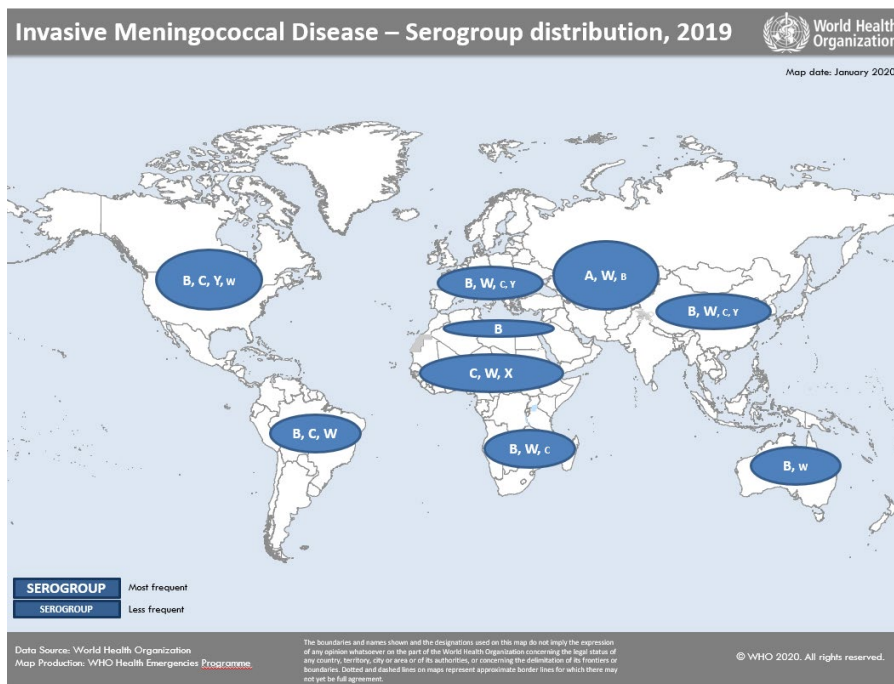 Invasive Meningococcal Disease – Serogroup distribution, 2019
World Health
Organization
Map date: January 2020
B, C, Y, W
B, W, C, Y
A, W, B
B, W, C, Y
B
C, W, X
B, C, W
B, W, C
B, W
SEROGROUP Most frequent
SEROGROUP Less frequent
Data Source: World Health Organization
Map Production: WHO Health Emergencies Programme
The boundaries and names shown and the designations used on this map do not imply the expression
of any opinion whatsoever on the part of the World Health Organization concerning the legal status of
any country, territory, city or area or of its authorities, or concerning the delimitation of its frontiers or
boundaries. Dotted and dashed lines on maps represent approximate border lines for which there may
not yet be full agreement.
© WHO 2020. All rights reserved.